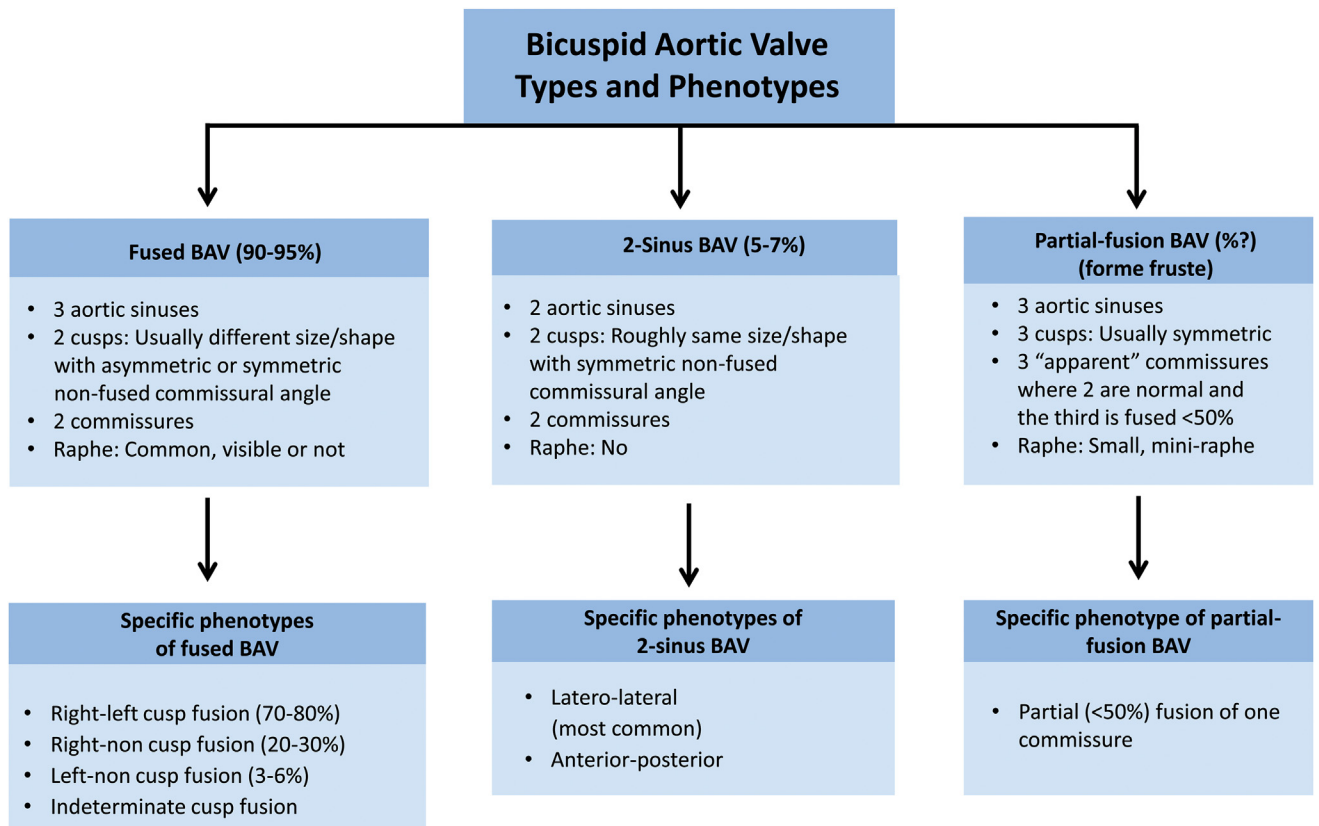 Bicuspid Aortic Valve
Types and Phenotypes
Fused BAV (90-95%)
• 3 aortic sinuses
• 2 cusps: Usually different size/shape
with asymmetric or symmetric
non-fused commissural angle
• 2 commissures
• Raphe: Common, visible or not
2-Sinus BAV (5-7%)
• 2 aortic sinuses
• 2 cusps: Roughly same size/shape
with symmetric non-fused
commissural angle
• 2 commissures
• Raphe: No
Partial-fusion BAV (%?)
(forme fruste)
• 3 aortic sinuses
• 3 cusps: Usually symmetric
• 3 “apparent” commissures
where 2 are normal and
the third is fused <50%
• Raphe: Small, mini-raphe
Specific phenotypes
of fused BAV
• Right-left cusp fusion (70-80%)
• Right-non cusp fusion (20-30%)
• Left-non cusp fusion (3-6%)
• Indeterminate cusp fusion
Specific phenotypes of
2-sinus BAV
• Latero-lateral
(most common)
• Anterior-posterior
Specific phenotype of partial-
fusion BAV
• Partial (<50%) fusion of one
commissure